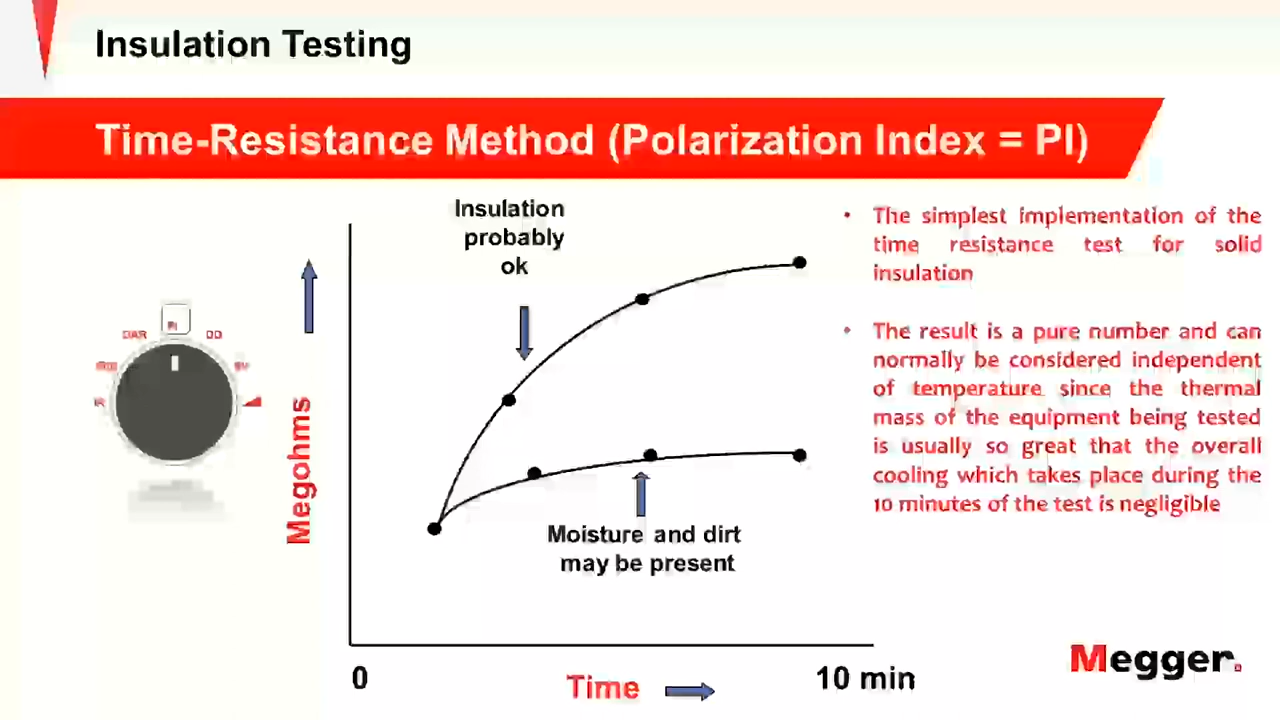 Insulation Testing
Time-Resistance Method (Polarization Index = PI)
Insulation
probably
ok
Megohms
PI
DAR
DD
IR
Moisture and dirt
may be present
0
Time
10 min
• The simplest implementation of the
time resistance test for solid
insulation
• The result is a pure number and can
normally be considered independent
of temperature since the thermal
mass of the equipment being tested
is usually so great that the overall
cooling which takes place during the
10 minutes of the test is negligible
Megger.